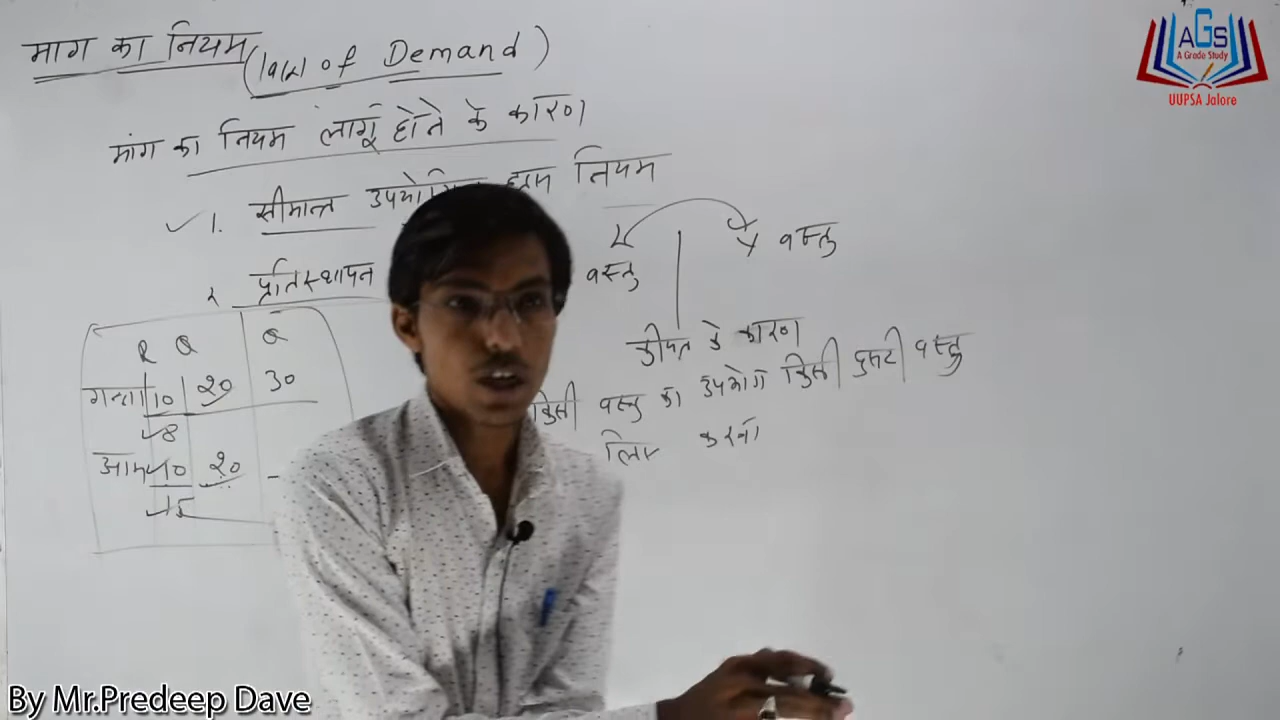 माग का नियम (law of Demand)
मांग का नियम लागू होने के कारण
1. सीमान्त ह्रास नियम
2 प्रतिस्थापन
वस्तु
वस्तु
कीमत के कारण
किसी वस्तु का उपयोग किसी दुसरी वस्तु
लिए करना
R Q Q
गन्ना 10 20 30
8
आम 10 20 -
15
AGS
A Grade Study
UUPSA Jalore
By Mr.Predeep Dave